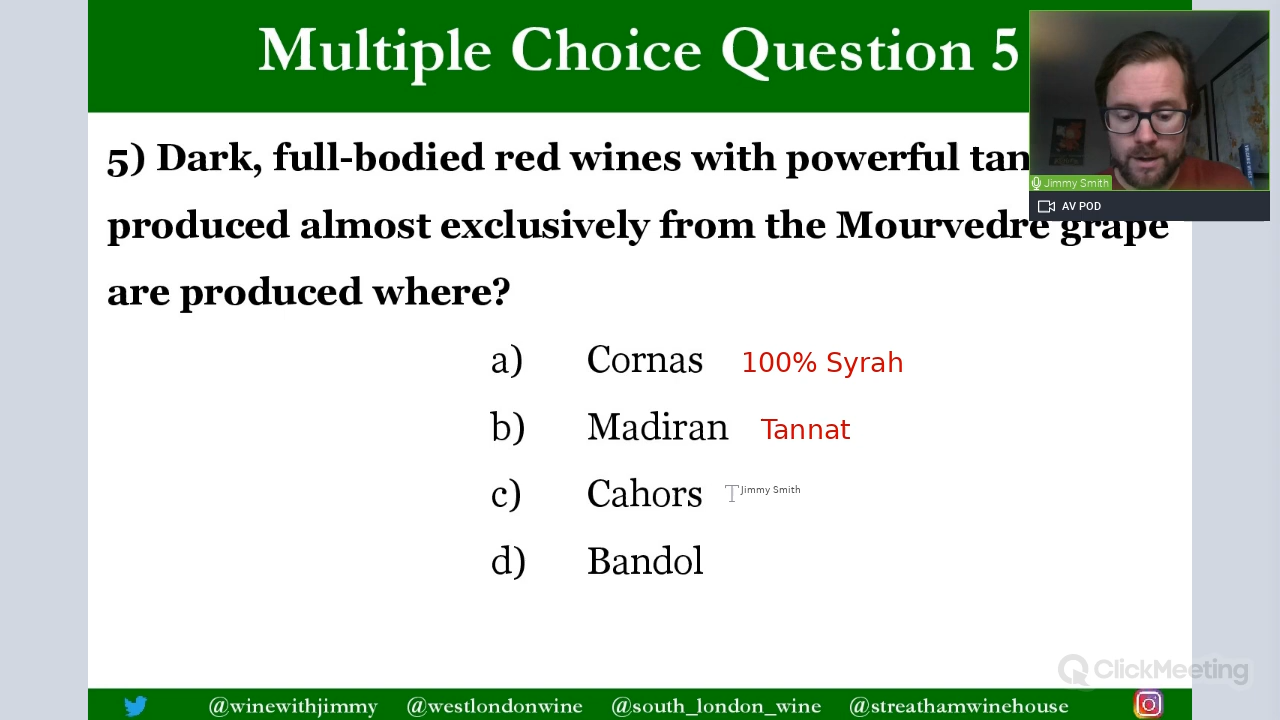 Multiple Choice Question 5
5) Dark, full-bodied red wines with powerful
produced almost exclusively from the Mourvedre grape
are produced where?
a) Cornas 100% Syrah
b) Madiran Tannat
c) Cahors Jimmy Smith
d) Bandol
Jimmy Smith
AV POD
ClickMeeting
@winewithjimmy @westlondonwine @south_london_wine @streathamwinehouse